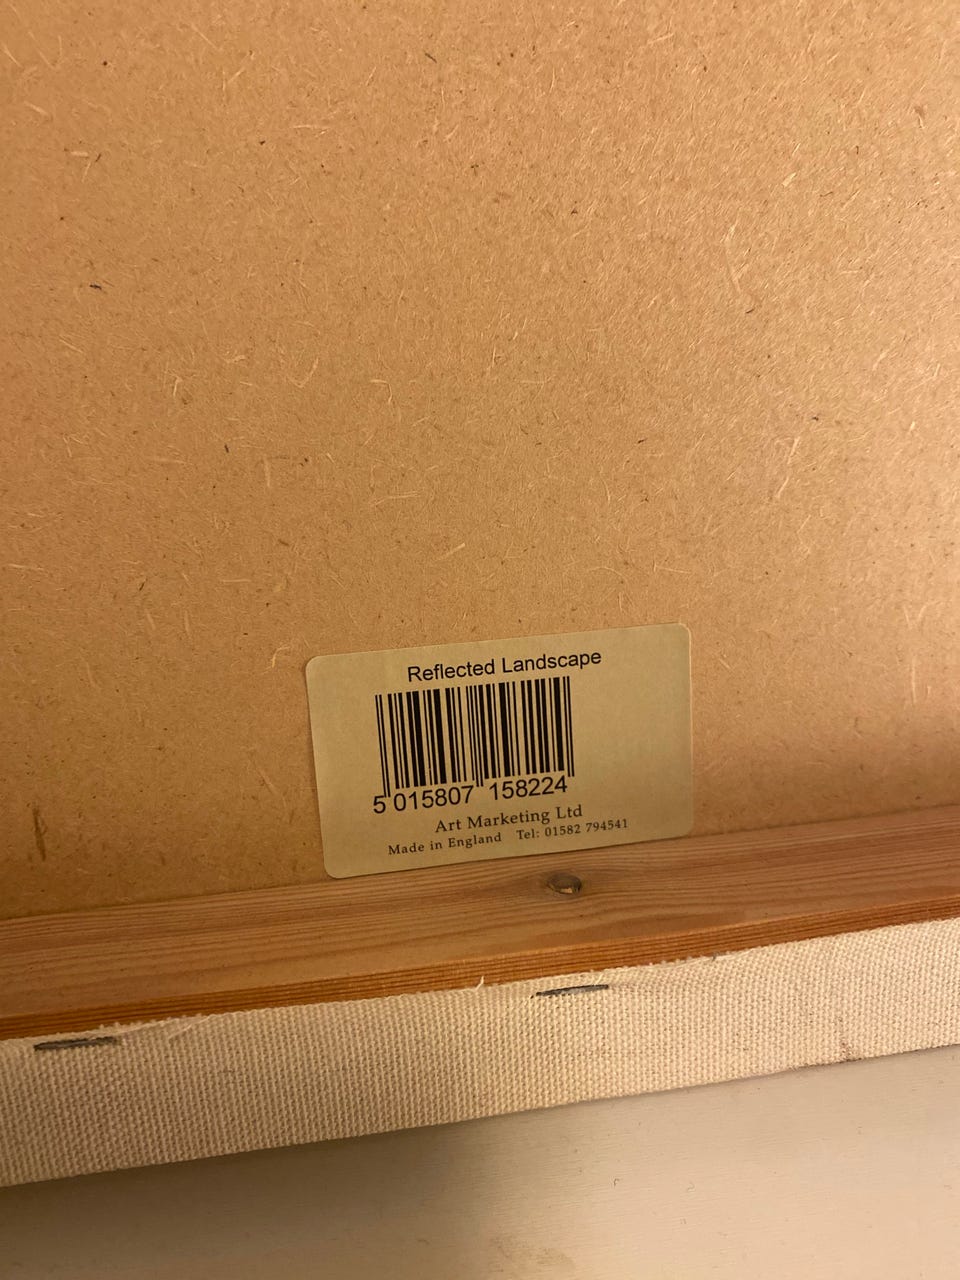 Reflected Landscape
5 015807 158224
Art Marketing Ltd
Made in England Tel: 01582 794541